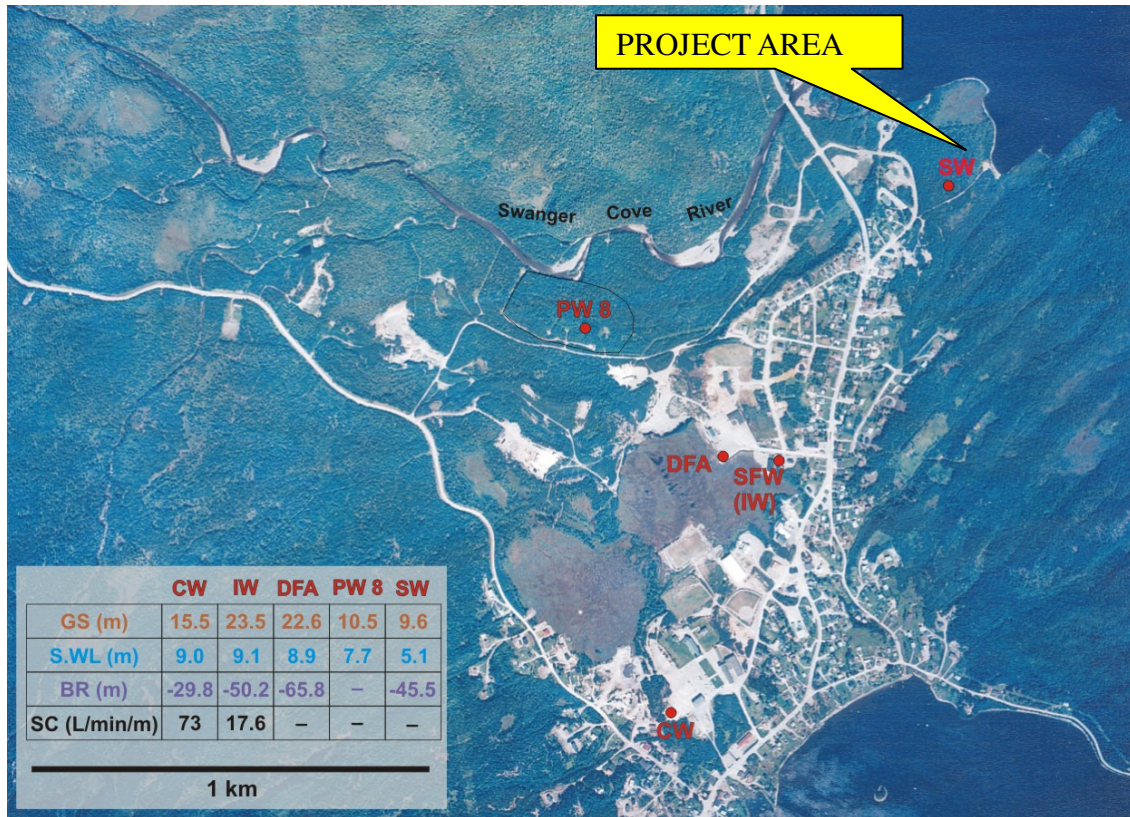 PROJECT AREA
SW
Swanger Cove River
PW 8
DFA
SFW
(IW)
CW
CW IW DFA PW 8 SW
GS (m) 15.5 23.5 22.6 10.5 9.6
S.WL (m) 9.0 9.1 8.9 7.7 5.1
BR (m) -29.8 -50.2 -65.8 – -45.5
SC (L/min/m) 73 17.6 – – –
1 km